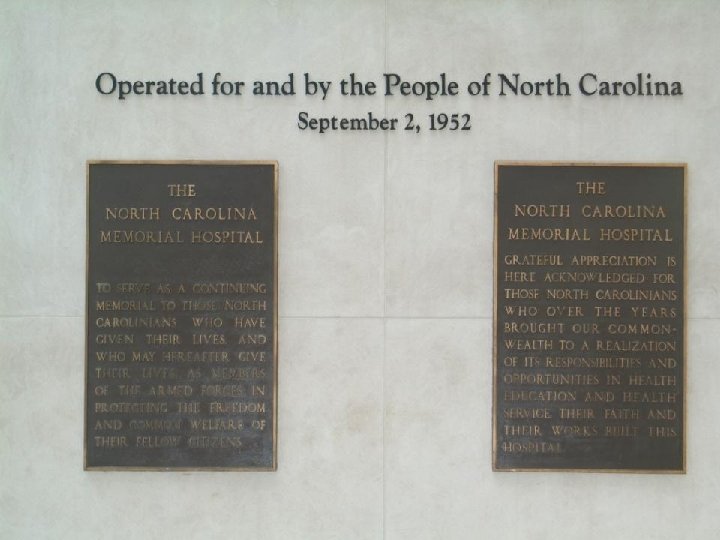 Operated for and by the People of North Carolina
September 2, 1952
THE
NORTH CAROLINA
MEMORIAL HOSPITAL
TO SERVE AS A CONTINUING
MEMORIAL TO THOSE NORTH
CAROLINIANS WHO HAVE
GIVEN THEIR LIVES AND
WHO MAY HEREAFTER GIVE
THEIR LIVES AS MEMBERS
OF THE ARMED FORCES IN
PROTECTING THE FREEDOM
AND COMMON WELFARE OF
THEIR FELLOW CITIZENS
THE
NORTH CAROLINA
MEMORIAL HOSPITAL
GRATEFUL APPRECIATION IS
HERE ACKNOWLEDGED FOR
THOSE NORTH CAROLINIANS
WHO OVER THE YEARS
BROUGHT OUR COMMON-
WEALTH TO A REALIZATION
OF ITS RESPONSIBILITIES AND
OPPORTUNITIES IN HEALTH
EDUCATION AND HEALTH
SERVICE THEIR FAITH AND
THEIR WORKS BUILT THIS
HOSPITAL